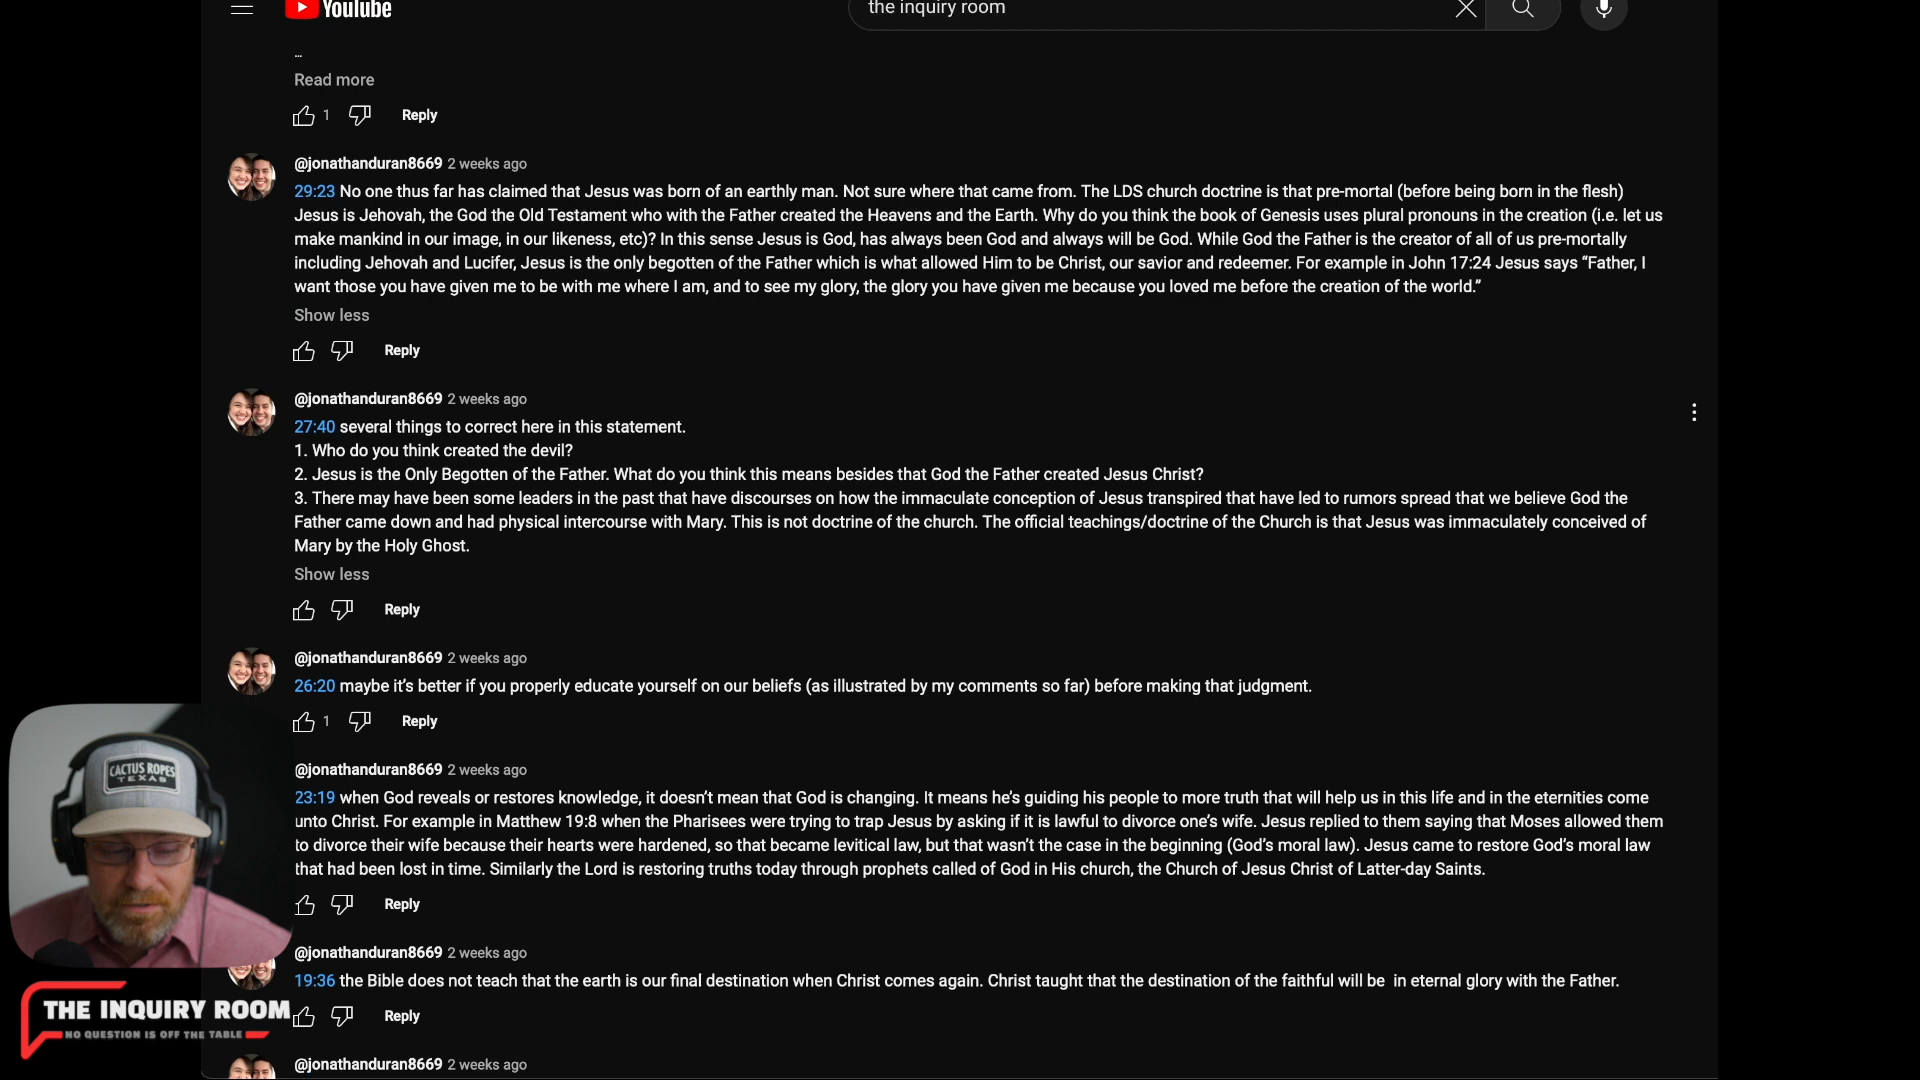 YouTube
the inquiry room
...
Read more
1 Reply
@jonathanduran8669 2 weeks ago
29:23 No one thus far has claimed that Jesus was born of an earthly man. Not sure where that came from. The LDS church doctrine is that pre-mortal (before being born in the flesh)
Jesus is Jehovah, the God the Old Testament who with the Father created the Heavens and the Earth. Why do you think the book of Genesis uses plural pronouns in the creation (i.e. let us
make mankind in our image, in our likeness, etc)? In this sense Jesus is God, has always been God and always will be God. While God the Father is the creator of all of us pre-mortally
including Jehovah and Lucifer, Jesus is the only begotten of the Father which is what allowed Him to be Christ, our savior and redeemer. For example in John 17:24 Jesus says “Father, I
want those you have given me to be with me where I am, and to see my glory, the glory you have given me because you loved me before the creation of the world.”
Show less
Reply
@jonathanduran8669 2 weeks ago
27:40 several things to correct here in this statement.
1. Who do you think created the devil?
2. Jesus is the Only Begotten of the Father. What do you think this means besides that God the Father created Jesus Christ?
3. There may have been some leaders in the past that have discourses on how the immaculate conception of Jesus transpired that have led to rumors spread that we believe God the
Father came down and had physical intercourse with Mary. This is not doctrine of the church. The official teachings/doctrine of the Church is that Jesus was immaculately conceived of
Mary by the Holy Ghost.
Show less
Reply
@jonathanduran8669 2 weeks ago
26:20 maybe it’s better if you properly educate yourself on our beliefs (as illustrated by my comments so far) before making that judgment.
1 Reply
@jonathanduran8669 2 weeks ago
23:19 when God reveals or restores knowledge, it doesn’t mean that God is changing. It means he’s guiding his people to more truth that will help us in this life and in the eternities come
unto Christ. For example in Matthew 19:8 when the Pharisees were trying to trap Jesus by asking if it is lawful to divorce one’s wife. Jesus replied to them saying that Moses allowed them
to divorce their wife because their hearts were hardened, so that became levitical law, but that wasn’t the case in the beginning (God’s moral law). Jesus came to restore God’s moral law
that had been lost in time. Similarly the Lord is restoring truths today through prophets called of God in His church, the Church of Jesus Christ of Latter-day Saints.
Reply
@jonathanduran8669 2 weeks ago
19:36 the Bible does not teach that the earth is our final destination when Christ comes again. Christ taught that the destination of the faithful will be in eternal glory with the Father.
Reply
@jonathanduran8669 2 weeks ago
CACTUS ROPES
TEXAS
THE INQUIRY ROOM
NO QUESTION IS OFF THE TABLE